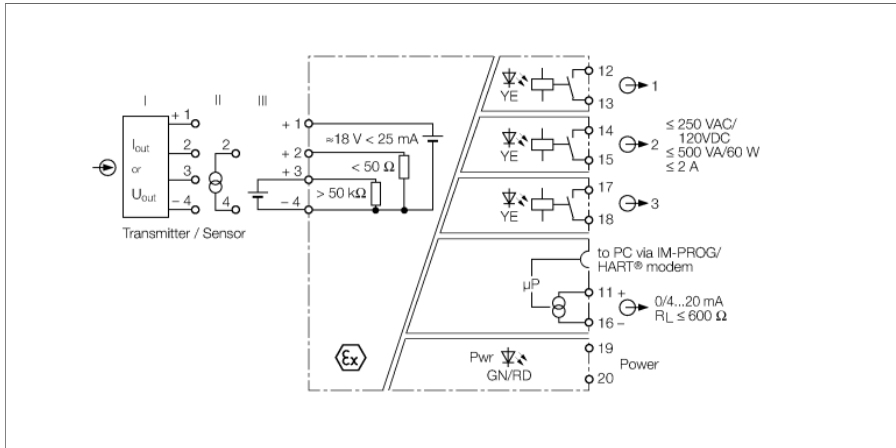 I II III
+ 1
2
3
– 4
I out
or
U out
Transmitter / Sensor
2
4
+ 1
+ 2
+ 3
– 4
≈18 V < 25 mA
< 50 Ω
> 50 kΩ
Ex
YE
12
13
1
YE
14
15
2
≤ 250 VAC/
120VDC
≤ 500 VA/60 W
≤ 2 A
YE
17
18
3
to PC via IM-PROG/
HART® modem
µP
11 +
16 –
0/4...20 mA
RL ≤ 600 Ω
Pwr
GN/RD
19
20
Power